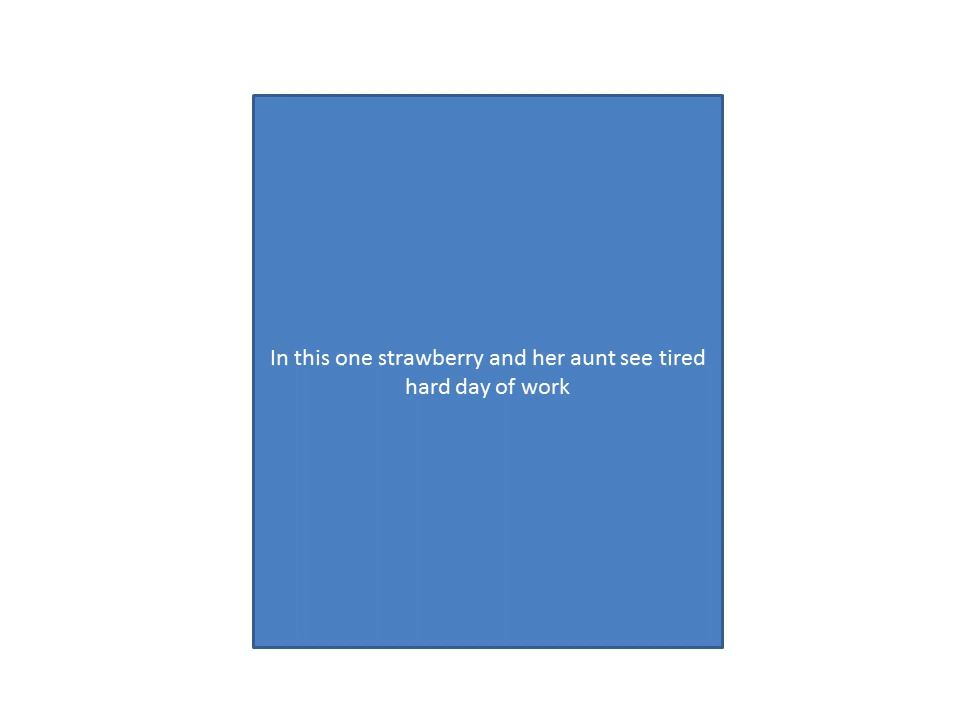 In this one strawberry and her aunt see tired
hard day of work